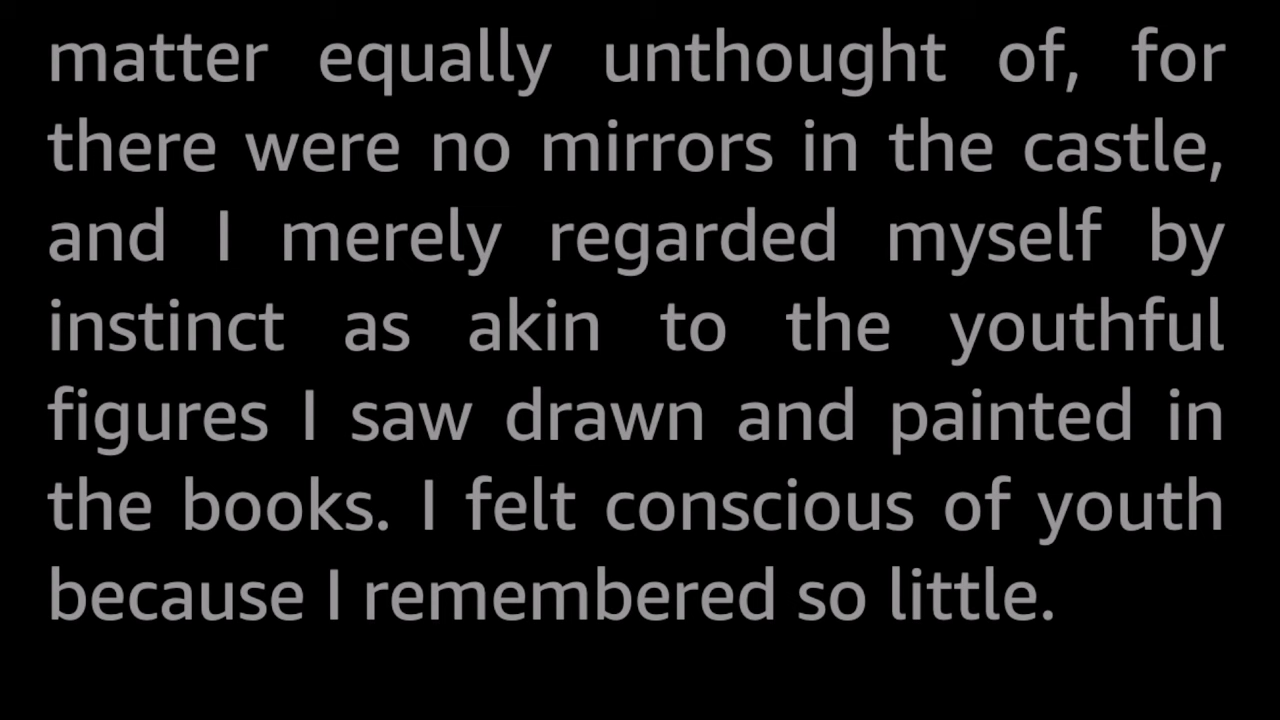 matter equally unthought of, for
there were no mirrors in the castle,
and I merely regarded myself by
instinct as akin to the youthful
figures I saw drawn and painted in
the books. I felt conscious of youth
because I remembered so little.